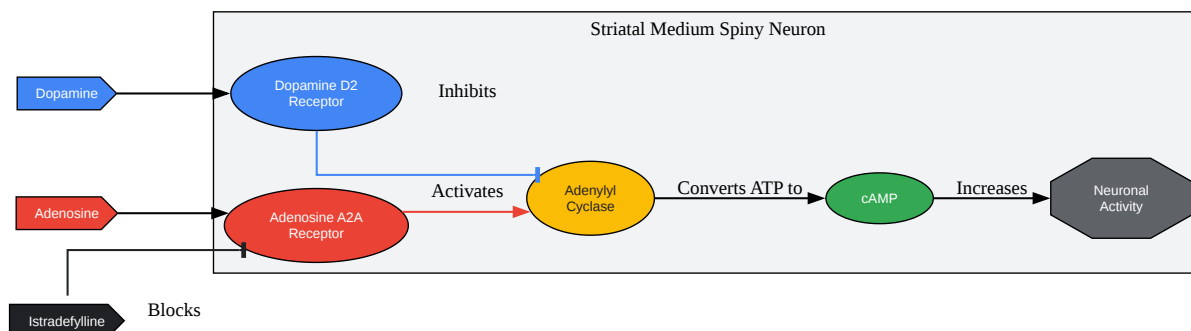 Striatal Medium Spiny Neuron
Dopamine
Dopamine D2
Receptor
Inhibits
Adenosine
Adenosine A2A
Receptor
Activates
Adenylyl
Cyclase
Converts ATP to
cAMP
Increases
Neuronal
Activity
Istradefylline
Blocks